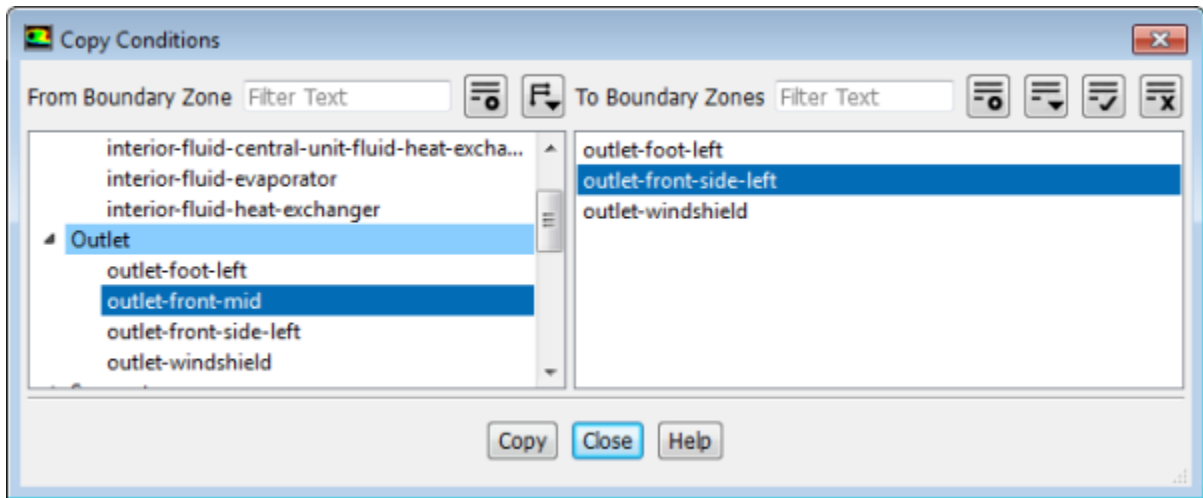 Copy Conditions
From Boundary Zone Filter Text To Boundary Zones Filter Text
interior-fluid-central-unit-fluid-heat-excha...
interior-fluid-evaporator
interior-fluid-heat-exchanger
Outlet
outlet-foot-left
outlet-front-mid
outlet-front-side-left
outlet-windshield
outlet-foot-left
outlet-front-side-left
outlet-windshield
Copy Close Help